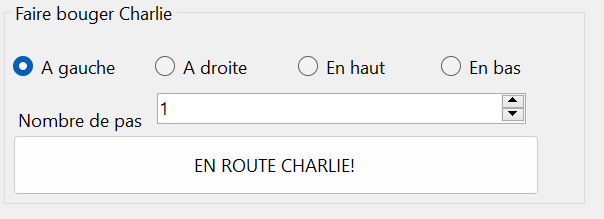 Faire bouger Charlie
A gauche A droite En haut En bas
Nombre de pas 1
EN ROUTE CHARLIE!